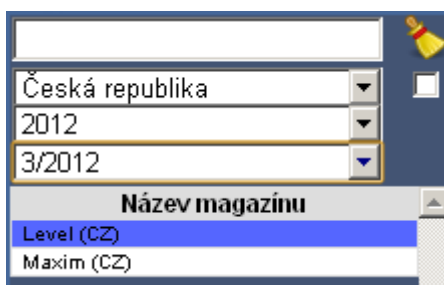 Česká republika
2012
3/2012
Název magazínu
Level (CZ)
Maxim (CZ)